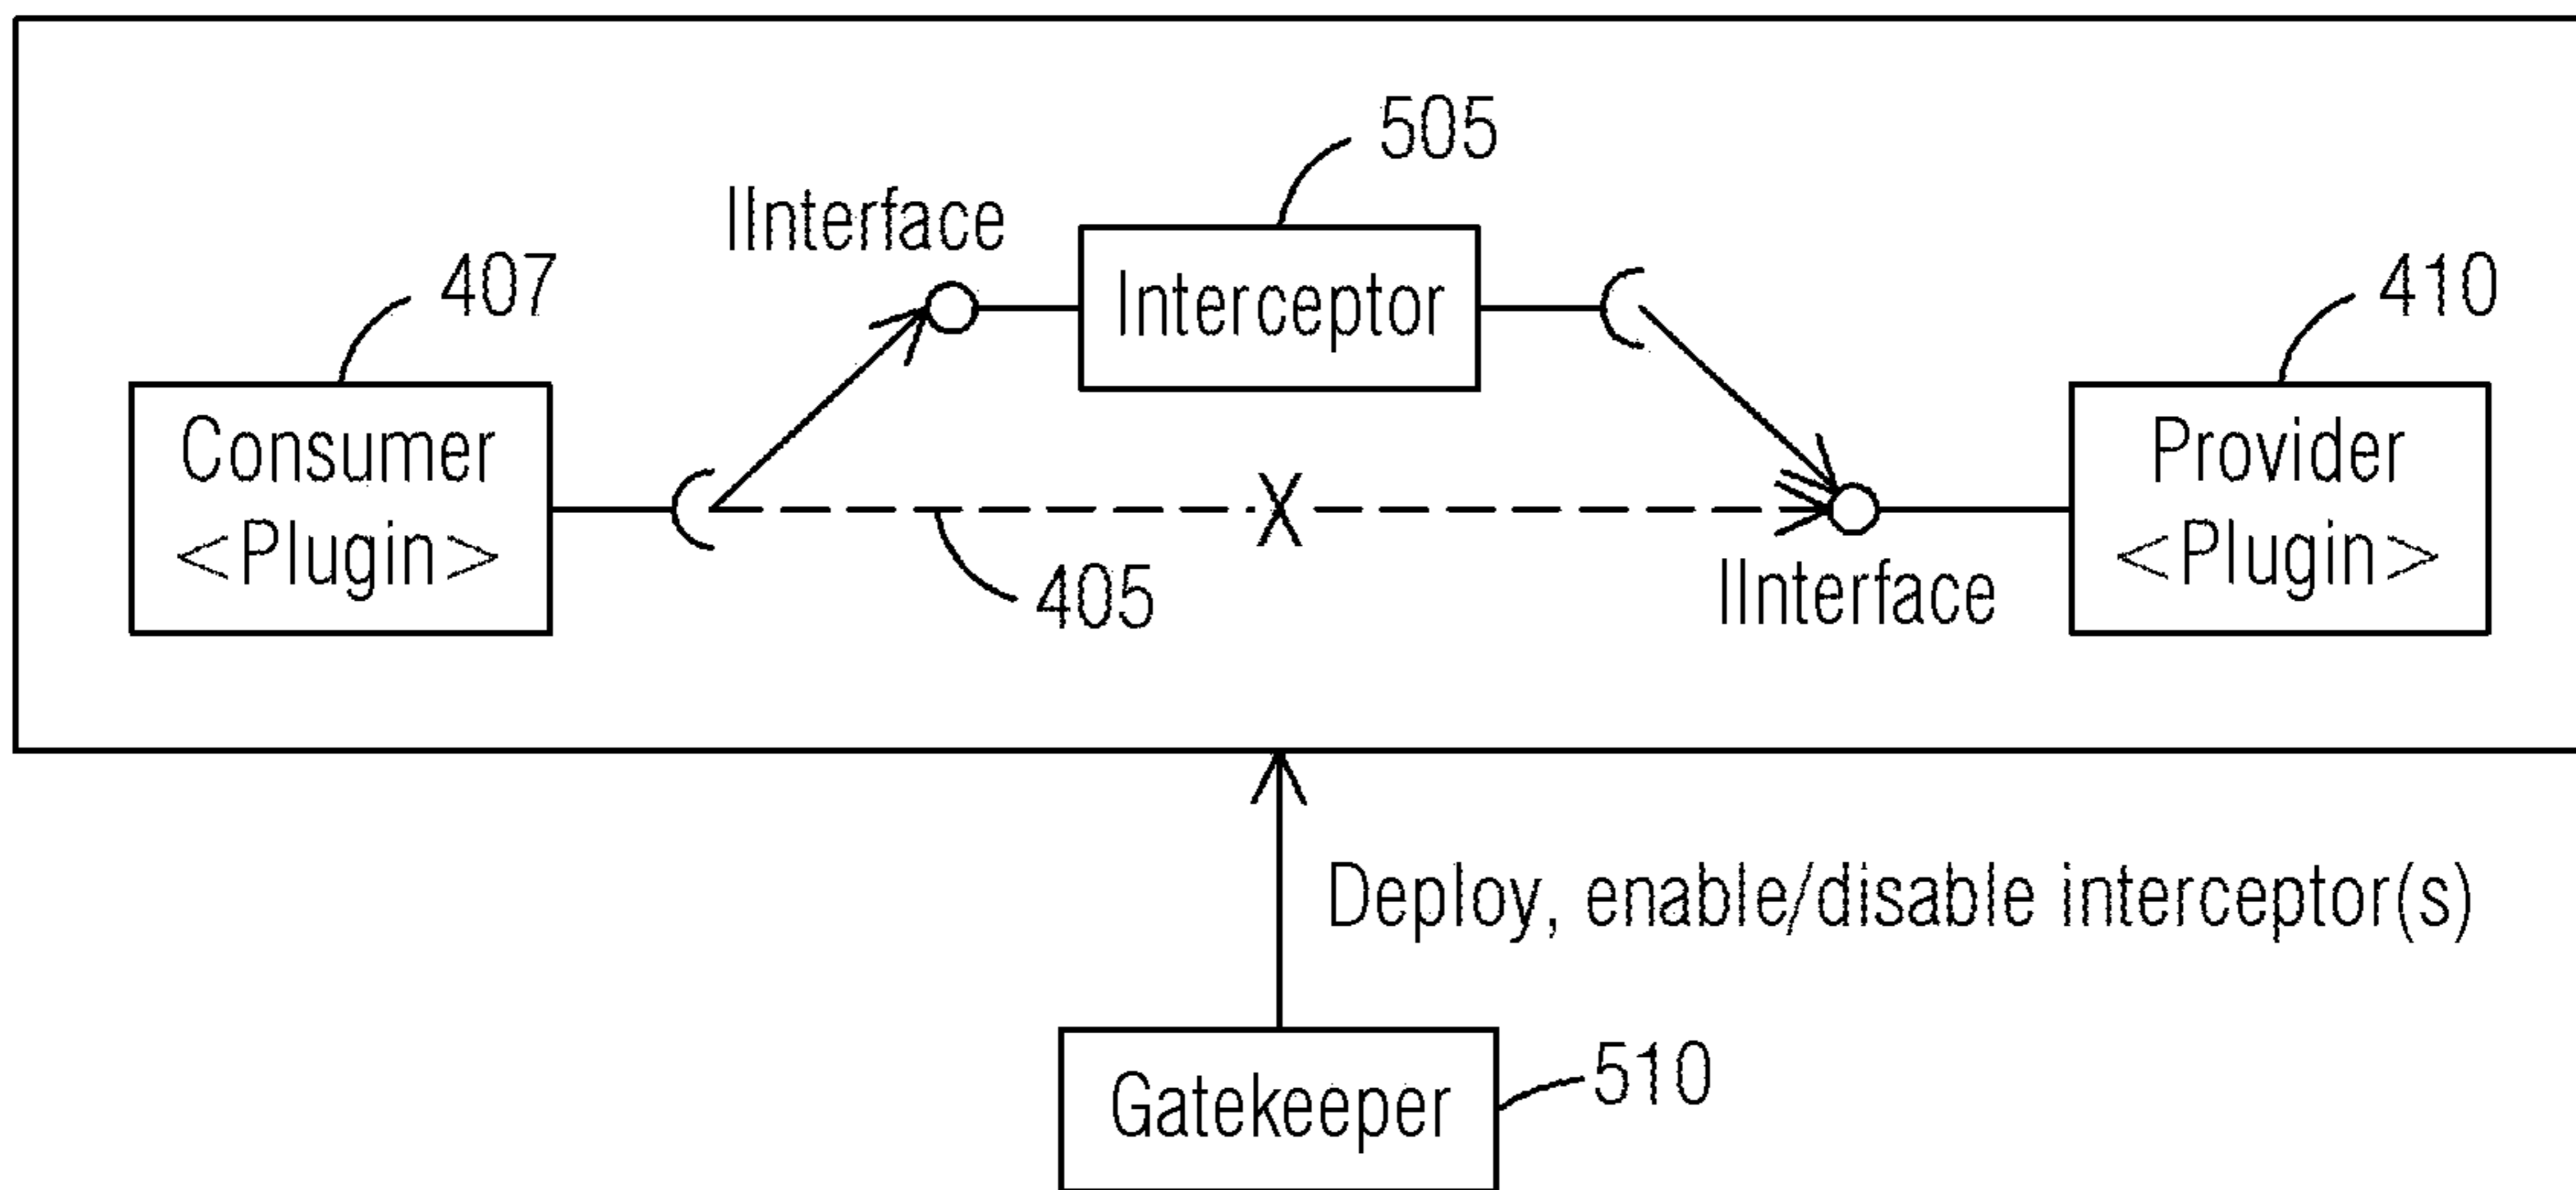 505
IInterface
407
Interceptor
410
Consumer
<Plugin>
X
Provider
<Plugin>
405
IInterface
Deploy, enable/disable interceptor(s)
Gatekeeper
510